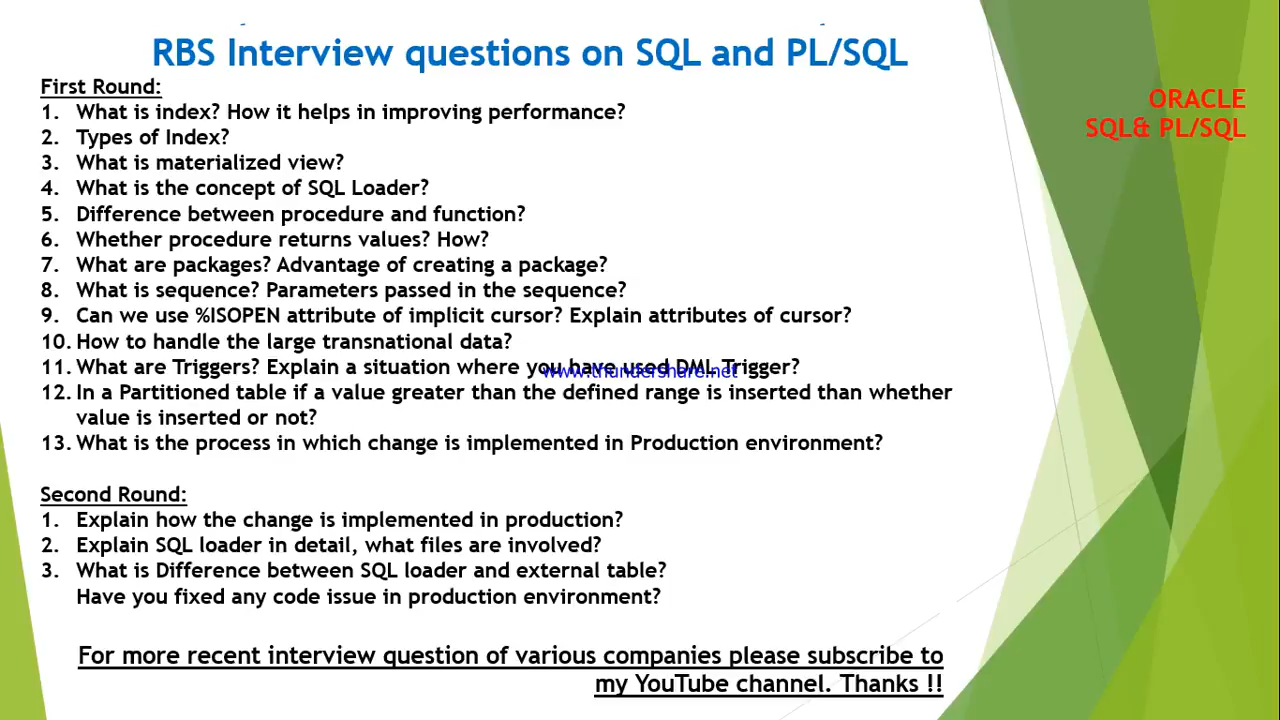 RBS Interview questions on SQL and PL/SQL
ORACLE
SQL& PL/SQL
First Round:
1. What is index? How it helps in improving performance?
2. Types of Index?
3. What is materialized view?
4. What is the concept of SQL Loader?
5. Difference between procedure and function?
6. Whether procedure returns values? How?
7. What are packages? Advantage of creating a package?
8. What is sequence? Parameters passed in the sequence?
9. Can we use %ISOPEN attribute of implicit cursor? Explain attributes of cursor?
10. How to handle the large transnational data?
11. What are Triggers? Explain a situation where you have used DML Trigger?
www.thundershare.net
12. In a Partitioned table if a value greater than the defined range is inserted than whether
value is inserted or not?
13. What is the process in which change is implemented in Production environment?
Second Round:
1. Explain how the change is implemented in production?
2. Explain SQL loader in detail, what files are involved?
3. What is Difference between SQL loader and external table?
Have you fixed any code issue in production environment?
For more recent interview question of various companies please subscribe to
my YouTube channel. Thanks !!